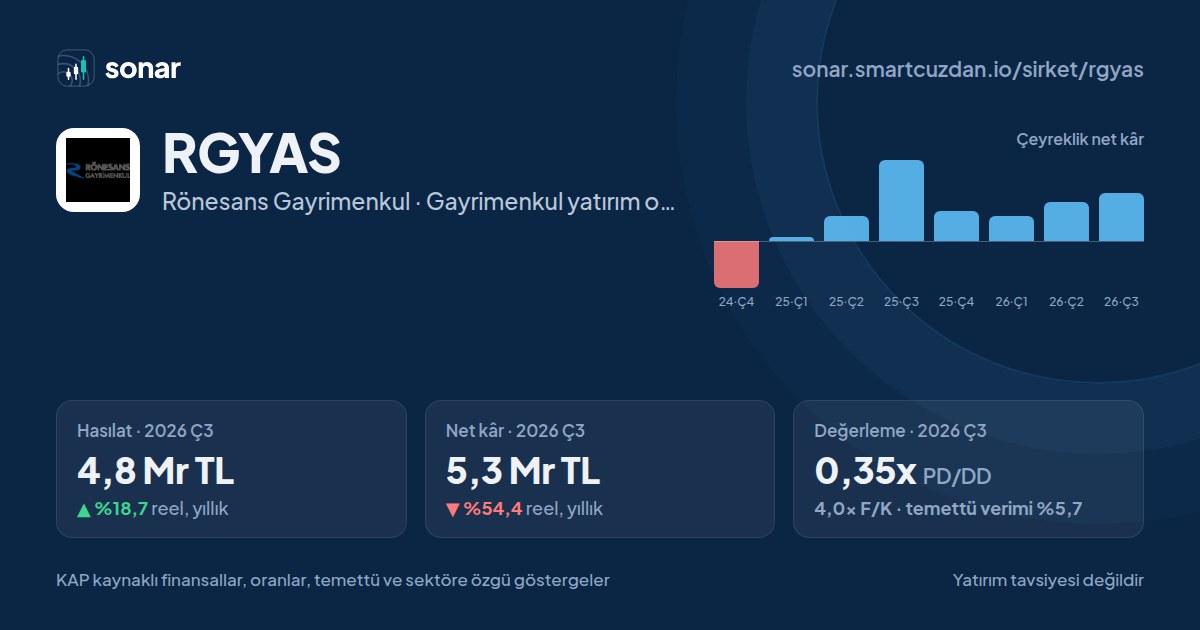 sonar
sonar.smartcuzdan.io/sirket/rgyas
RÖNESANS
GAYRİMENKUL
RGYAS
Rönesans Gayrimenkul · Gayrimenkul yatırım o...
Çeyreklik net kâr
24·Ç4 25·Ç1 25·Ç2 25·Ç3 25·Ç4 26·Ç1 26·Ç2 26·Ç3
Hasılat · 2026 Ç3
4,8 Mr TL
▲ %18,7 reel, yıllık
Net kâr · 2026 Ç3
5,3 Mr TL
▼ %54,4 reel, yıllık
Değerleme · 2026 Ç3
0,35x PD/DD
4,0× F/K · temettü verimi %5,7
KAP kaynaklı finansallar, oranlar, temettü ve sektöre özgü göstergeler
Yatırım tavsiyesi değildir